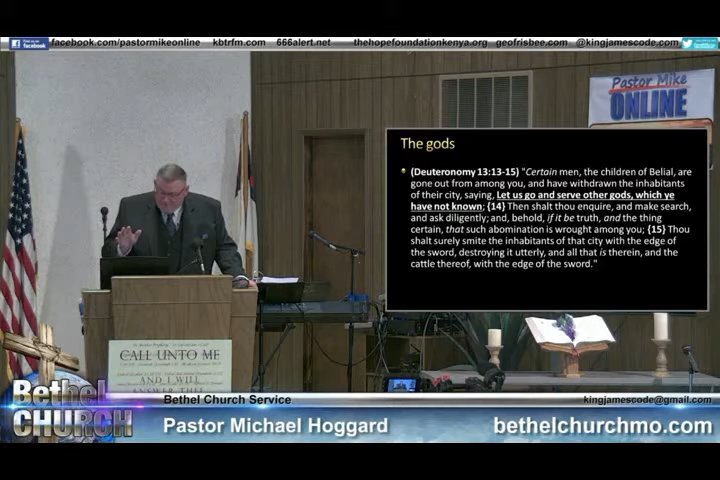 facebook.com/pastormikeonline kbtrfm.com 666alert.net thehopefoundationkenya.org geofrisbee.com @kingjamescode.com
Pastor Mike
ONLINE
The gods
(Deuteronomy 13:13-15) "Certain men, the children of Belial, are
gone out from among you, and have withdrawn the inhabitants
of their city, saying, Let us go and serve other gods, which ye
have not known; {14} Then shalt thou enquire, and make search,
and ask diligently; and, behold, if it be truth, and the thing
certain, that such abomination is wrought among you; {15} Thou
shalt surely smite the inhabitants of that city with the edge of
the sword, destroying it utterly, and all that is therein, and the
cattle thereof, with the edge of the sword."
CALL UNTO ME
AND I WILL
ANSWER THEE
Bethel
CHURCH
Bethel Church Service
kingjamescode@gmail.com
Pastor Michael Hoggard
bethelchurchmo.com